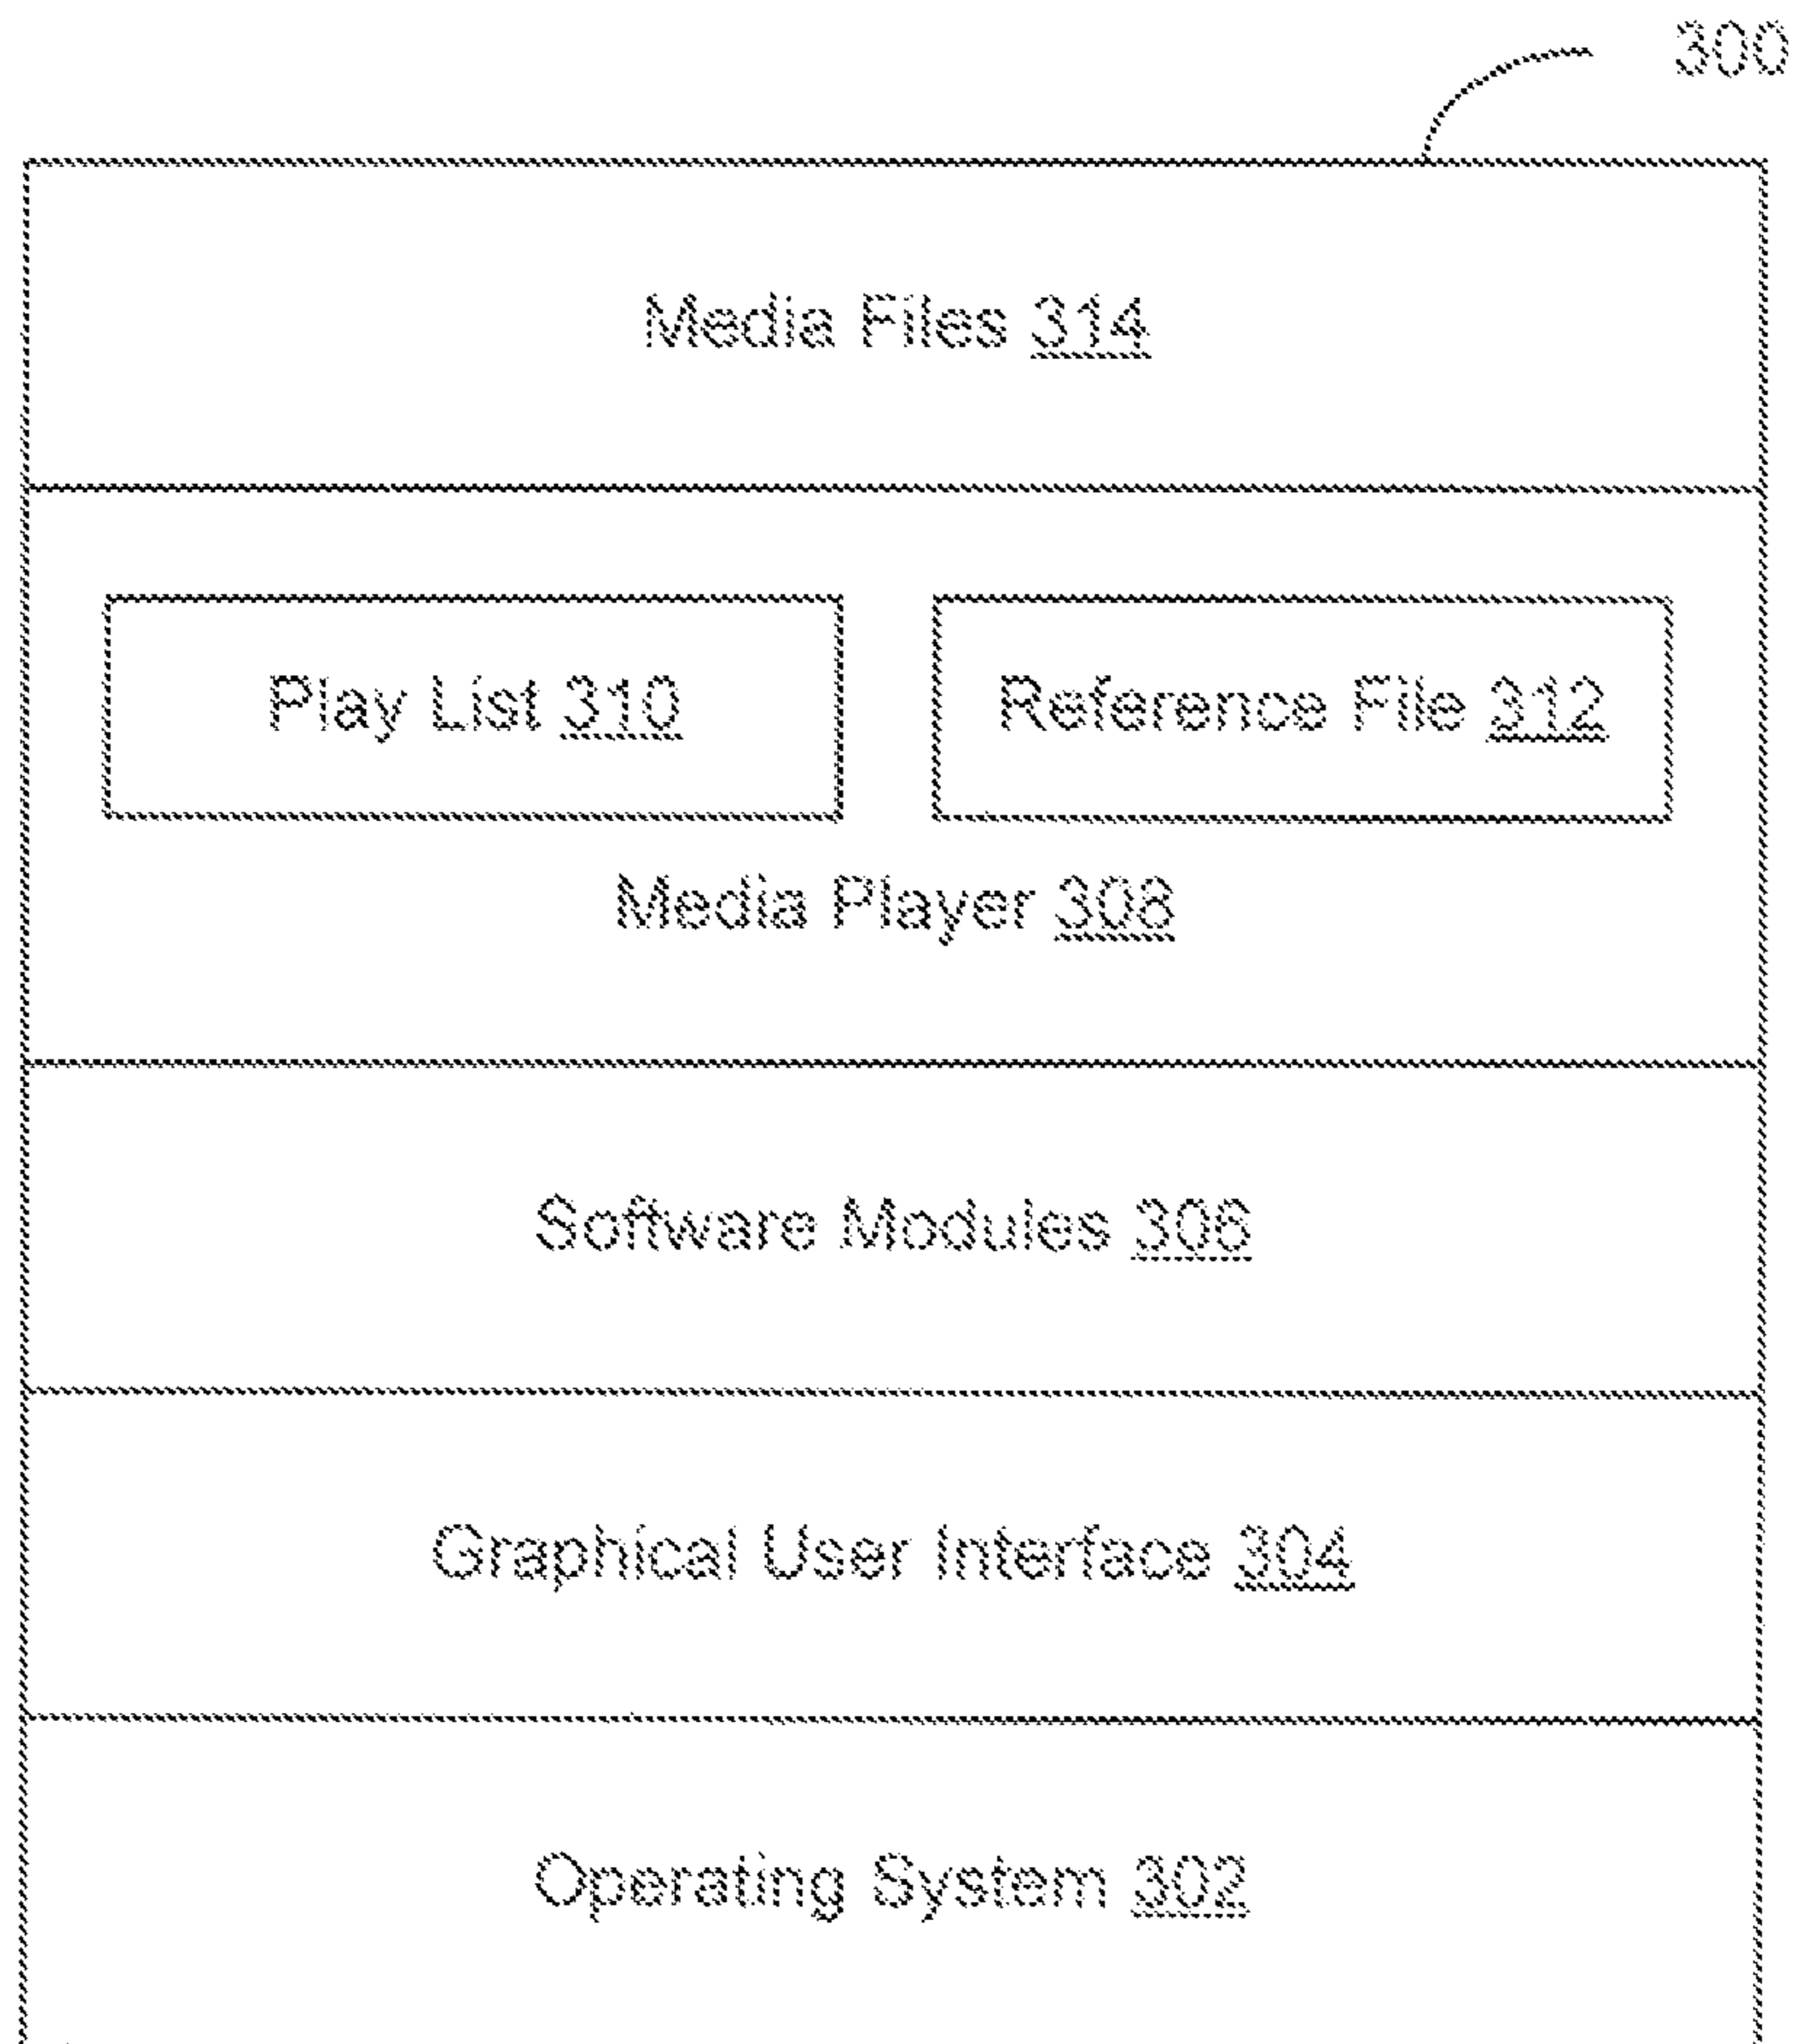 300
Media Files 314
Play List 310
Reference File 312
Media Player 308
Software Modules 306
Graphical User Interface 304
Operating System 302